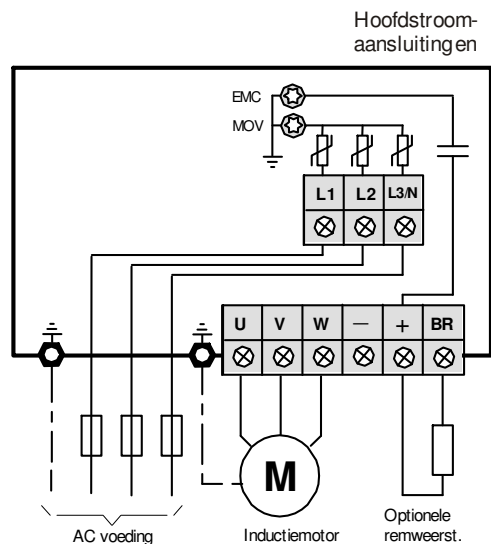 Hoofdstroom-
aansluitingen
EMC
MOV
L1 L2 L3/N
U V W — + BR
M
AC voeding
Inductiemotor
Optionele
remweerst.